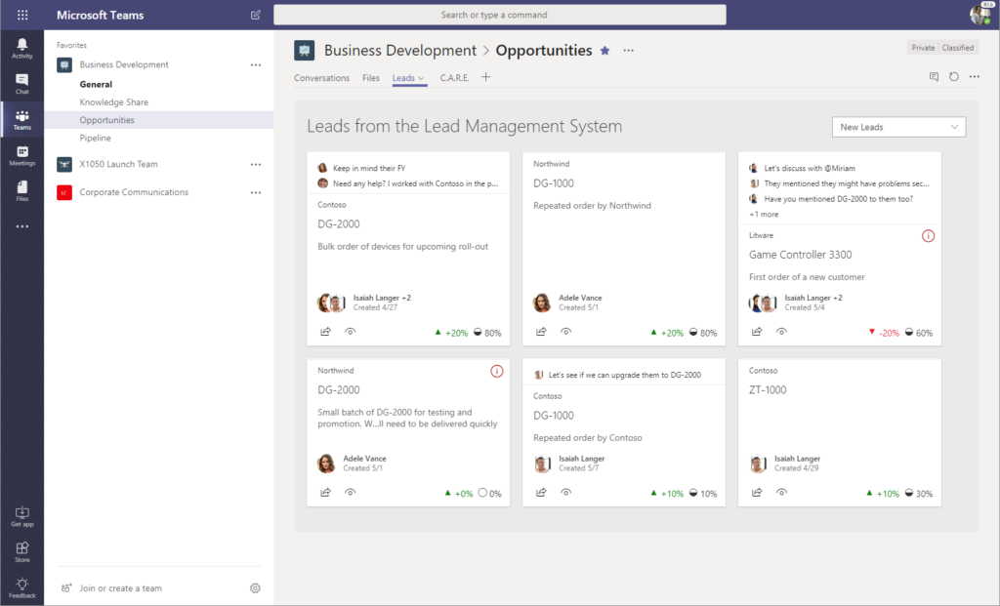 Microsoft Teams
Search or type a command
Activity
Chat
Teams
Meetings
Files
Get app
Store
Feedback
Favorites
Business Development
General
Knowledge Share
Opportunities
Pipeline
X1050 Launch Team
Corporate Communications
Join or create a team
Business Development > Opportunities
Private | Classified
Conversations Files Leads C.A.R.E.
Leads from the Lead Management System
New Leads
Keep in mind their FY
Need any help? I worked with Contoso in the p...
Contoso
DG-2000
Bulk order of devices for upcoming roll-out
Isaiah Langer +2
Created 4/27
+20% 80%
Northwind
DG-1000
Repeated order by Northwind
Adele Vance
Created 5/1
+20% 80%
Let's discuss with @Miriam
They mentioned they might have problems sec...
Have you mentioned DG-2000 to them too?
+1 more
Litware
Game Controller 3300
First order of a new customer
Isaiah Langer +2
Created 5/4
-20% 60%
Northwind
DG-2000
Small batch of DG-2000 for testing and
promotion. W...ll need to be delivered quickly
Adele Vance
Created 5/1
+0% 0%
Let's see if we can upgrade them to DG-2000
Contoso
DG-1000
Repeated order by Contoso
Isaiah Langer
Created 5/7
+10% 10%
Contoso
ZT-1000
Isaiah Langer
Created 4/29
+10% 30%